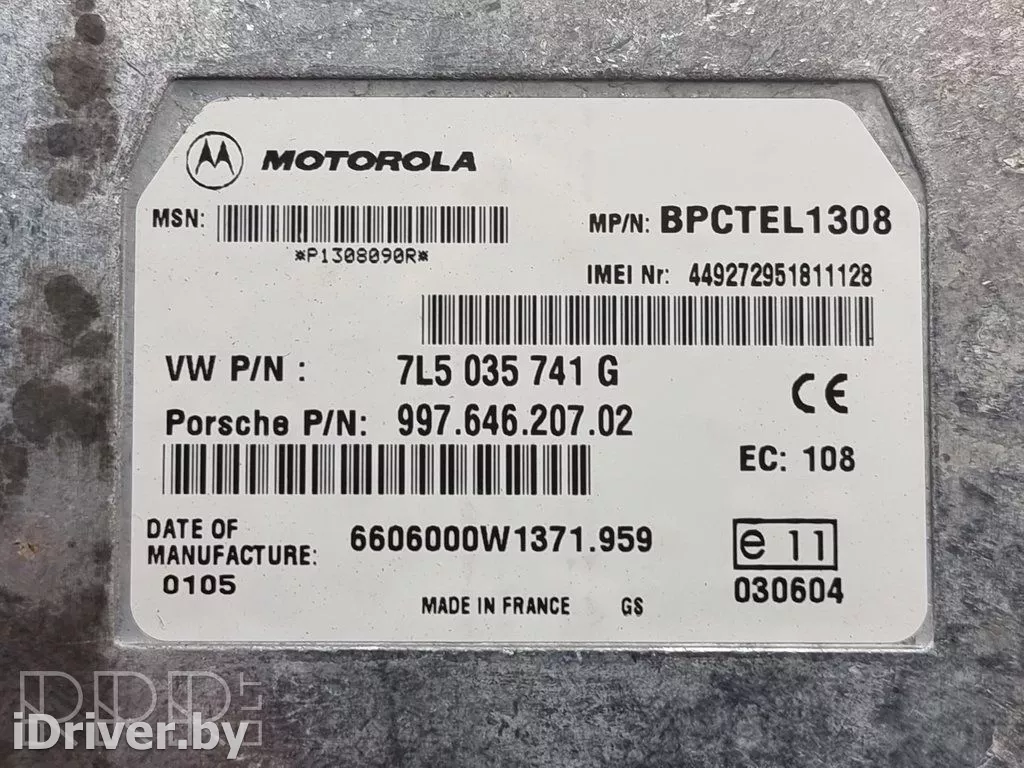 MOTOROLA
MSN:
*P1308090R*
MP/N: BPCTEL1308
IMEI Nr: 449272951811128
VW P/N : 7L5 035 741 G
Porsche P/N: 997.646.207.02
CE
EC: 108
DATE OF
MANUFACTURE:
0105
6606000W1371.959
e 11
030604
MADE IN FRANCE GS
iDriver.by